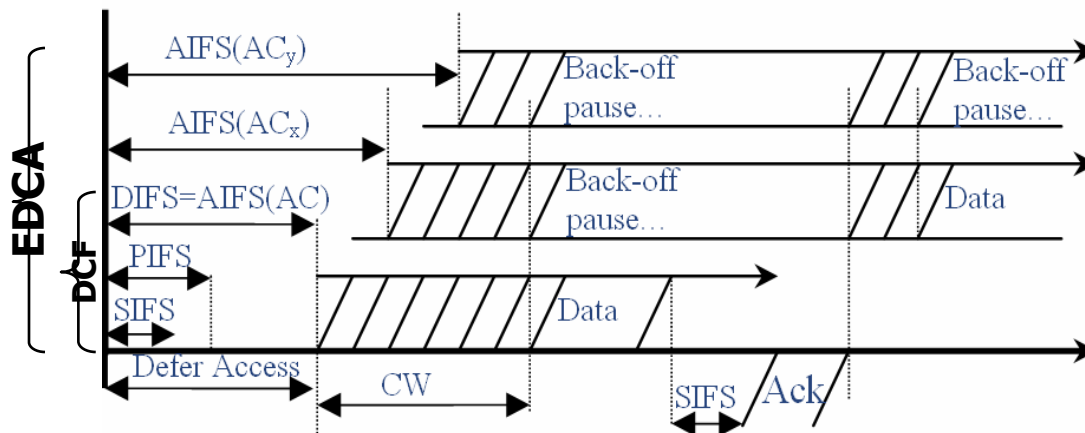 AIFS(ACy)
Back-off
pause…
Back-off
pause…
AIFS(ACx)
Back-off
pause…
Data
EDCA
DCF
DIFS=AIFS(AC)
PIFS
SIFS
Data
Defer Access
CW
SIFS
Ack